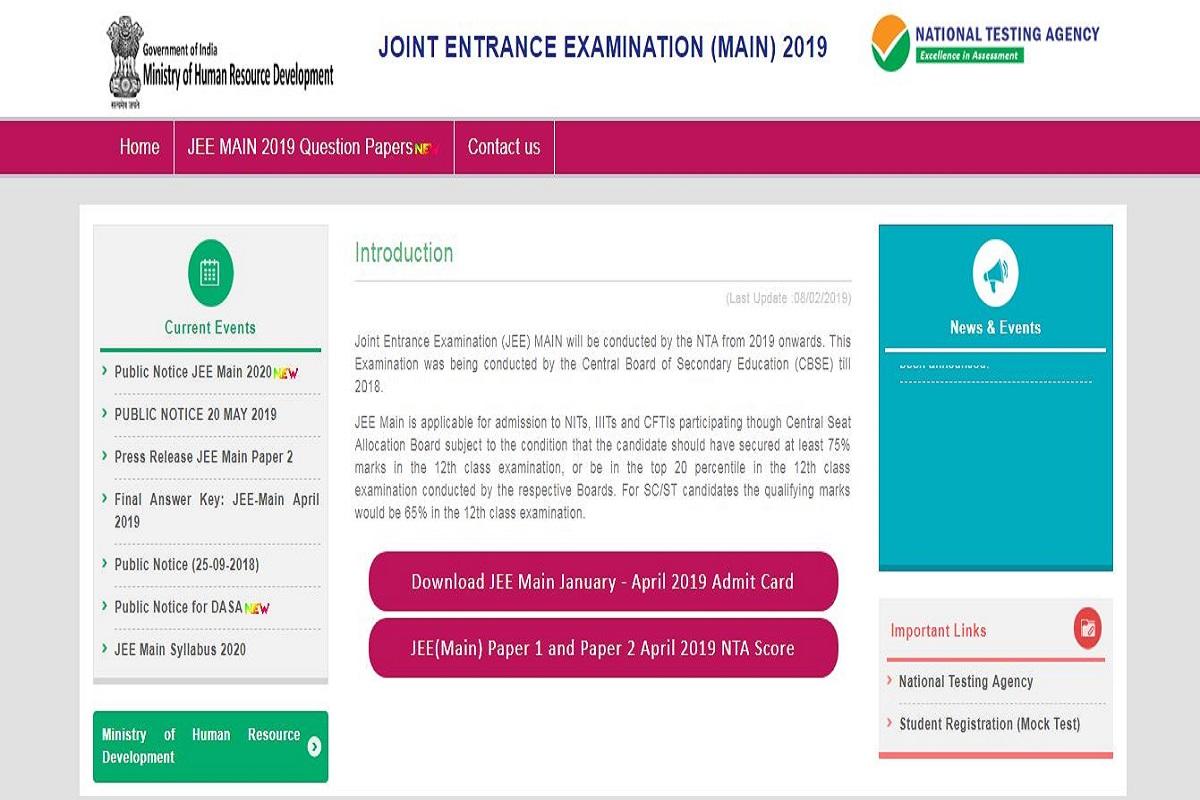 Government of India
Ministry of Human Resource Development
सत्यमेव जयते
JOINT ENTRANCE EXAMINATION (MAIN) 2019
NATIONAL TESTING AGENCY
Excellence in Assessment
Home
JEE MAIN 2019 Question Papers NEW
Contact us
Current Events
Public Notice JEE Main 2020 NEW
PUBLIC NOTICE 20 MAY 2019
Press Release JEE Main Paper 2
Final Answer Key: JEE-Main April
2019
Public Notice (25-09-2018)
Public Notice for DASA NEW
JEE Main Syllabus 2020
Ministry of Human Resource
Development
Introduction
(Last Update :08/02/2019)
Joint Entrance Examination (JEE) MAIN will be conducted by the NTA from 2019 onwards. This
Examination was being conducted by the Central Board of Secondary Education (CBSE) till
2018.
JEE Main is applicable for admission to NITs, IIITs and CFTIs participating though Central Seat
Allocation Board subject to the condition that the candidate should have secured at least 75%
marks in the 12th class examination, or be in the top 20 percentile in the 12th class
examination conducted by the respective Boards. For SC/ST candidates the qualifying marks
would be 65% in the 12th class examination.
Download JEE Main January - April 2019 Admit Card
JEE(Main) Paper 1 and Paper 2 April 2019 NTA Score
News & Events
Important Links
National Testing Agency
Student Registration (Mock Test)